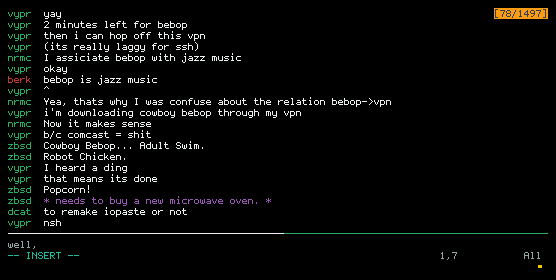 [78/1497]
vypr yay
vypr 2 minutes left for bebop
vypr then i can hop off this vpn
vypr (its really laggy for ssh)
nrmc I assiciate bebop with jazz music
vypr okay
berk bebop is jazz music
vypr ^
nrmc Yea, thats why I was confuse about the relation bebop->vpn
vypr i'm downloading cowboy bebop through my vpn
nrmc Now it makes sense
vypr b/c comcast = shit
zbsd Cowboy Bebop... Adult Swim.
zbsd Robot Chicken.
vypr I heard a ding
vypr that means its done
zbsd Popcorn!
zbsd * needs to buy a new microwave oven. *
dcat to remake iopaste or not
vypr nsh
well,
-- INSERT -- 1,7 All